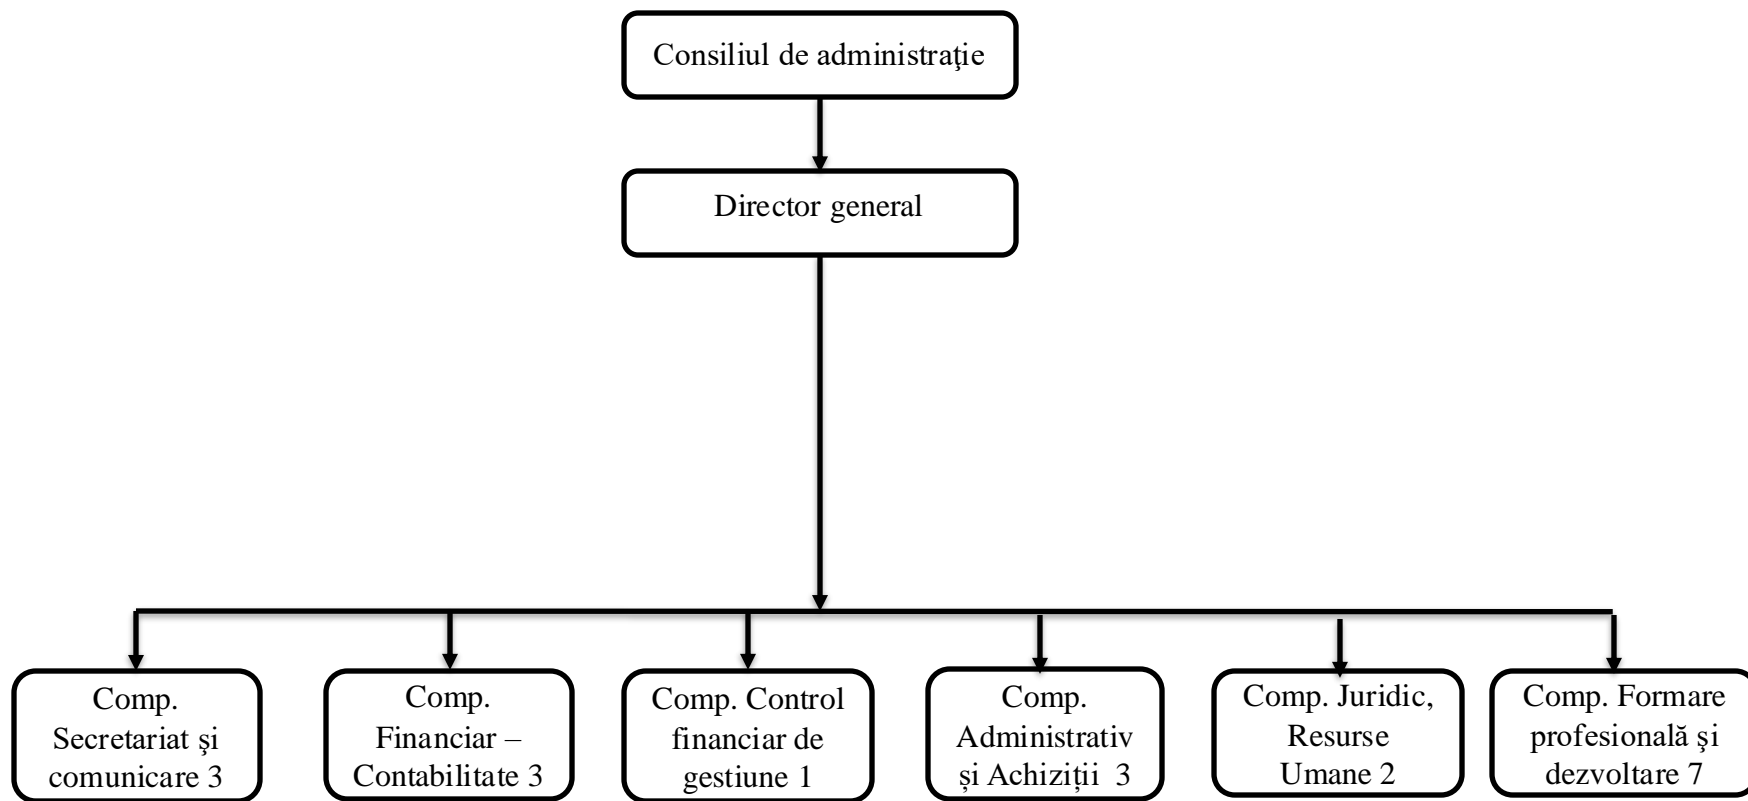 Consiliul de administraţie
Director general
Comp.
Secretariat şi
comunicare 3
Comp.
Financiar –
Contabilitate 3
Comp. Control
financiar de
gestiune 1
Comp.
Administrativ
și Achiziții  3
Comp. Juridic,
Resurse
Umane 2
Comp. Formare
profesională şi
dezvoltare 7